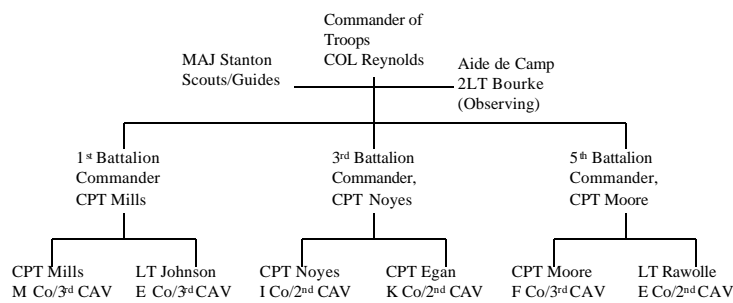 Commander of
Troops
COL Reynolds
MAJ Stanton
Scouts/Guides
Aide de Camp
2LT Bourke
(Observing)
1st Battalion
Commander
CPT Mills
3rd Battalion
Commander,
CPT Noyes
5th Battalion
Commander,
CPT Moore
CPT Mills
M Co/3rd CAV
LT Johnson
E Co/3rd CAV
CPT Noyes
I Co/2nd CAV
CPT Egan
K Co/2nd CAV
CPT Moore
F Co/3rd CAV
LT Rawolle
E Co/2nd CAV